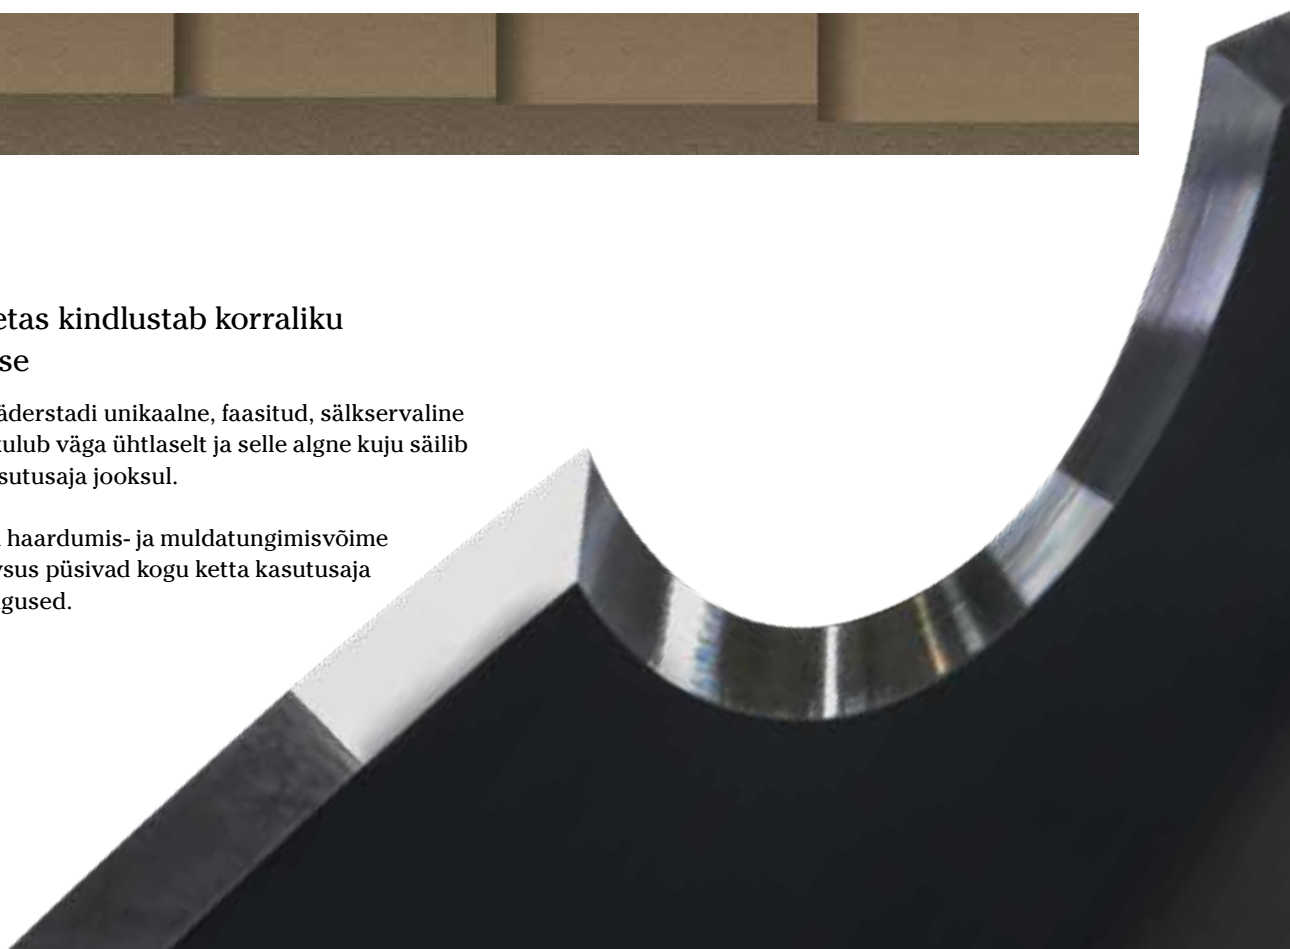 etas kindlustab korraliku
se
äderstadi unikaalne, faasitud, sälkservaline
ulub väga ühtlaselt ja selle algne kuju säilib
sutusaja jooksul.
haardumis- ja muldatungimisvõime
sus püsivad kogu ketta kasutusaja
gused.